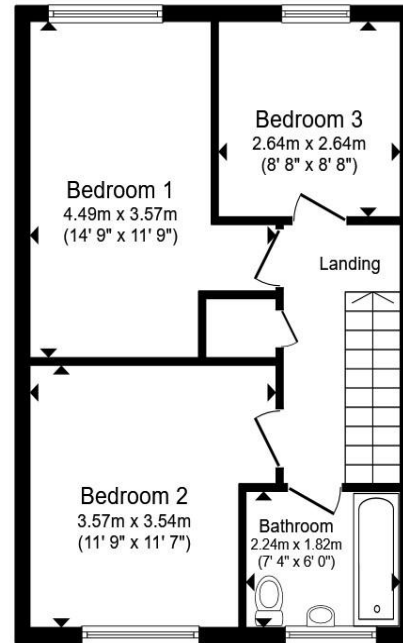 Bedroom 3
2.64m x 2.64m
(8' 8" x 8' 8")
Bedroom 1
4.49m x 3.57m
(14' 9" x 11' 9")
Landing
Bedroom 2
3.57m x 3.54m
(11' 9" x 11' 7")
Bathroom
2.24m x 1.82m
(7' 4" x 6' 0")